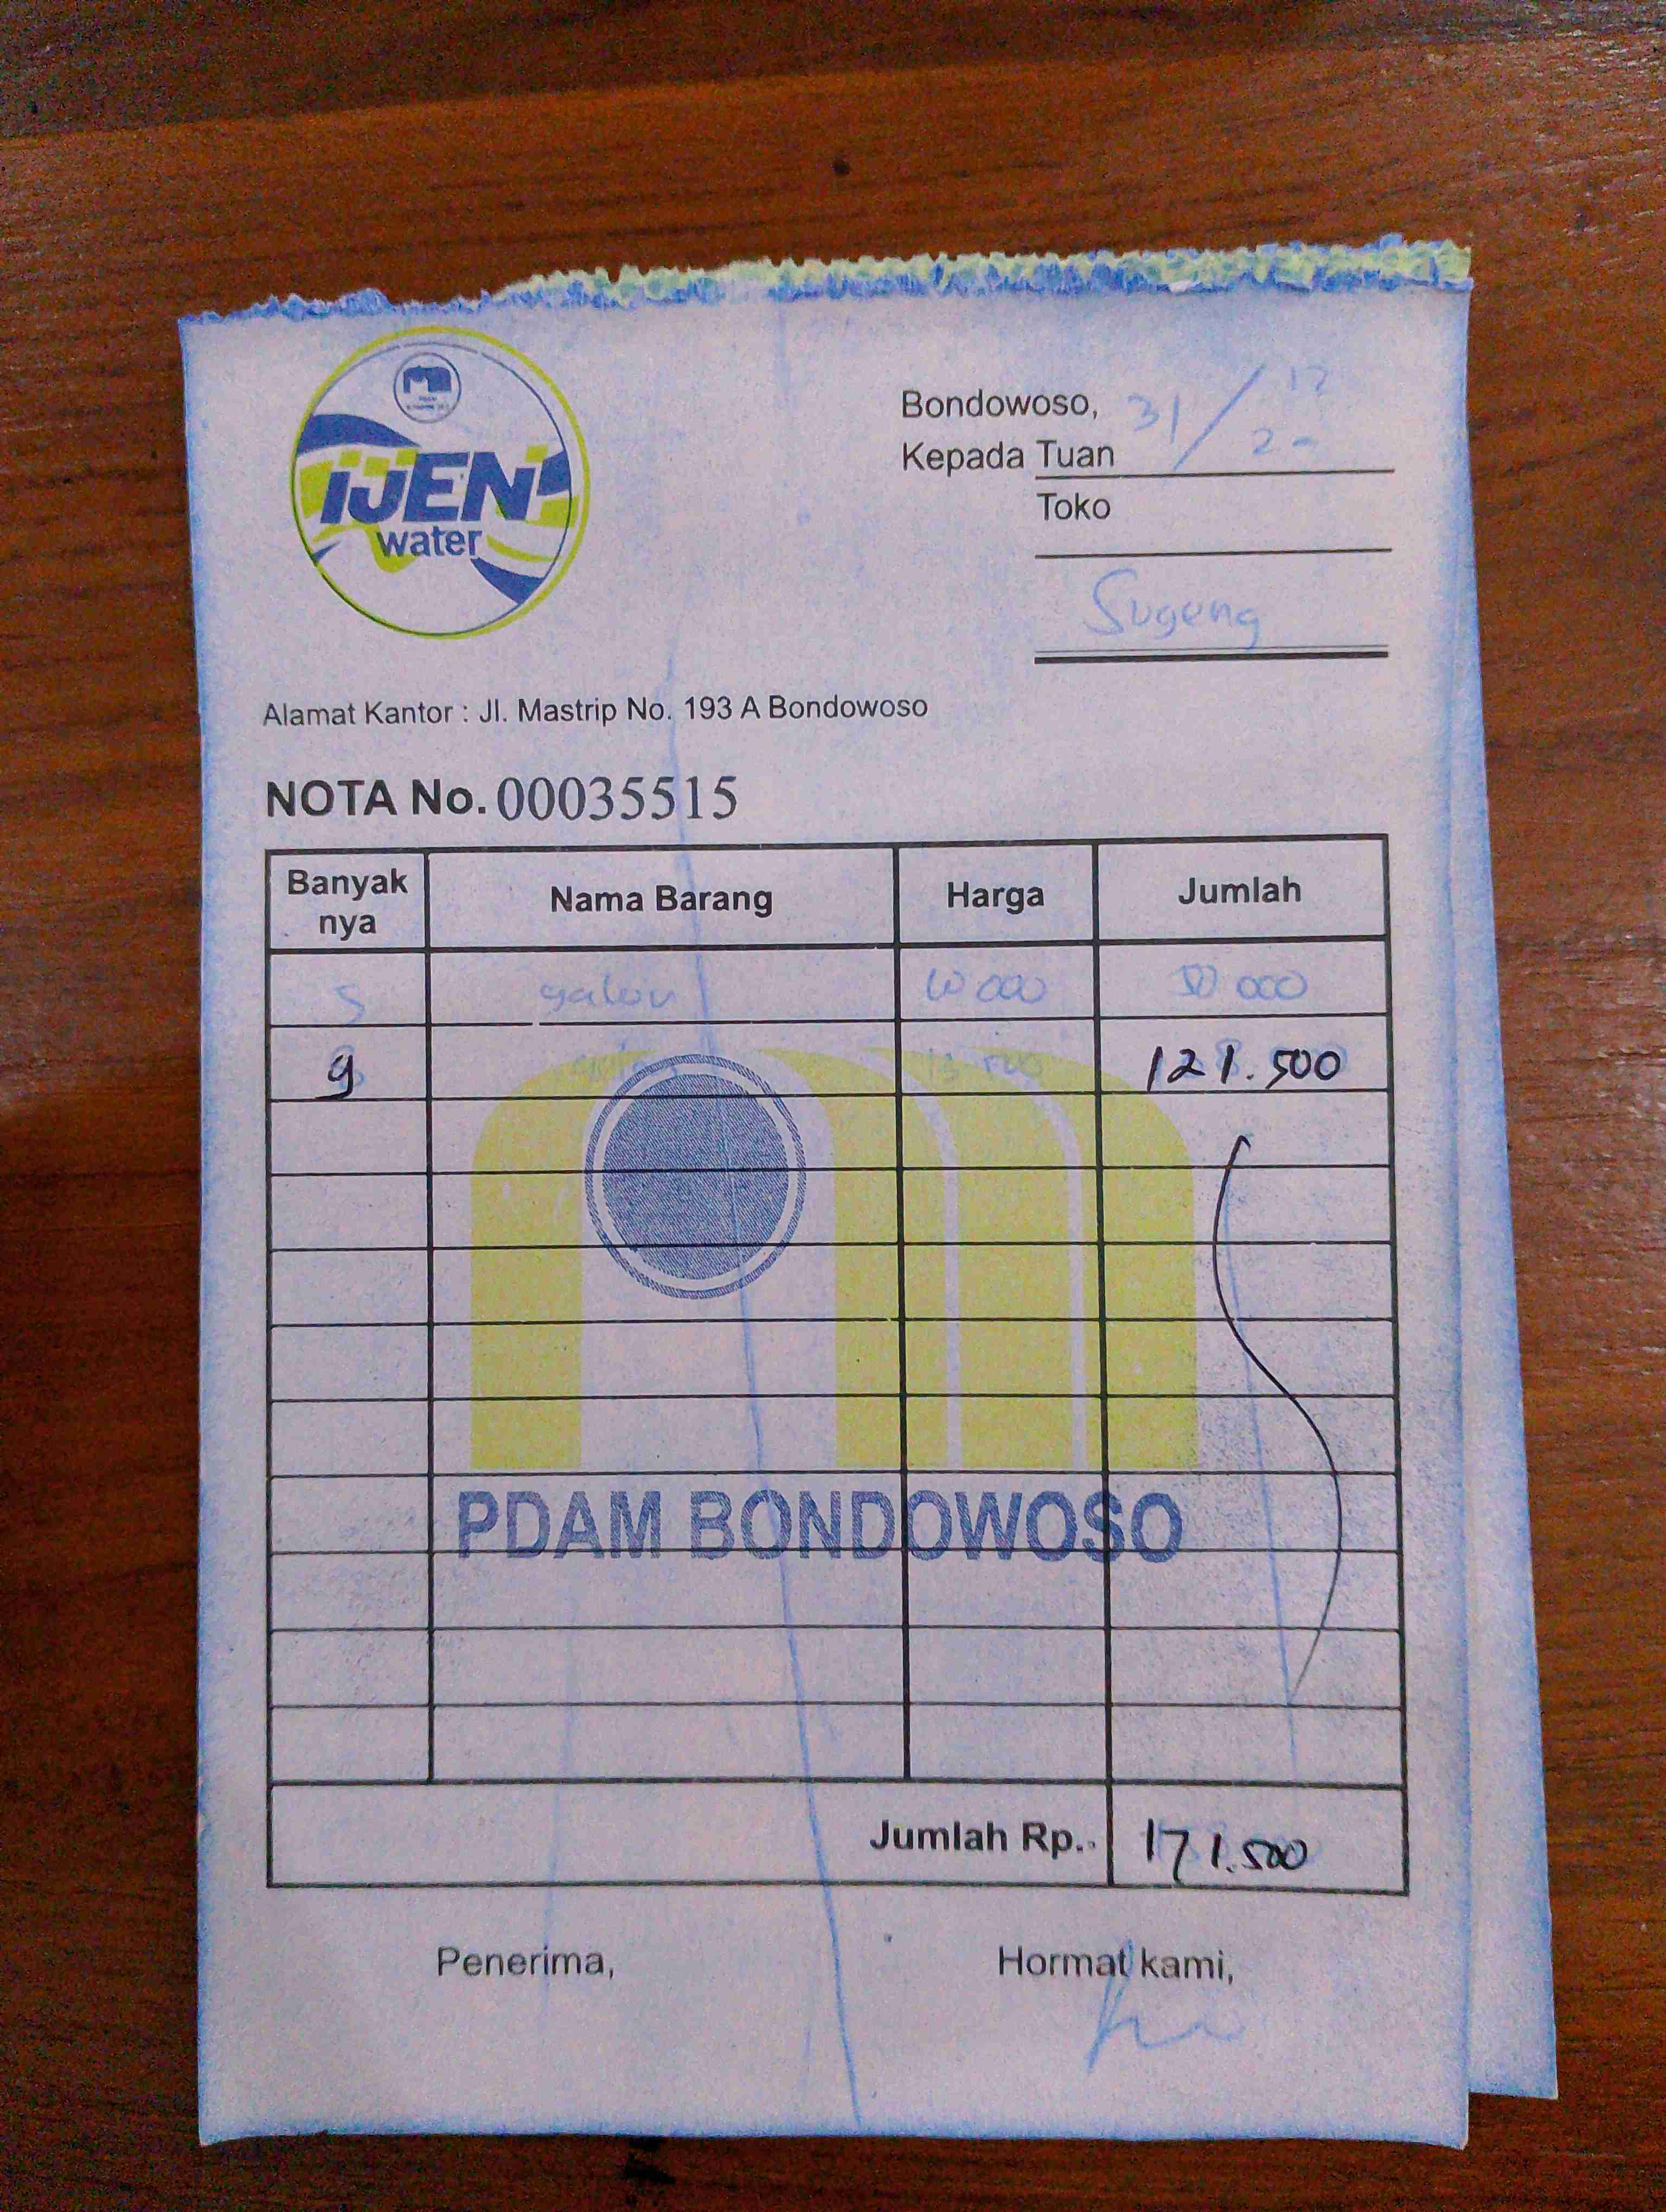 iJEN
water
Bondowoso, 31/12 20
Kepada Tuan
Toko
Sugeng
Alamat Kantor : Jl. Mastrip No. 193 A Bondowoso
NOTA No. 00035515
Banyak nya Nama Barang Harga Jumlah
5 galon 10 000 50 000
9 13 500 121.500
PDAM BONDOWOSO
Jumlah Rp.. 171.500
Penerima, Hormat kami,